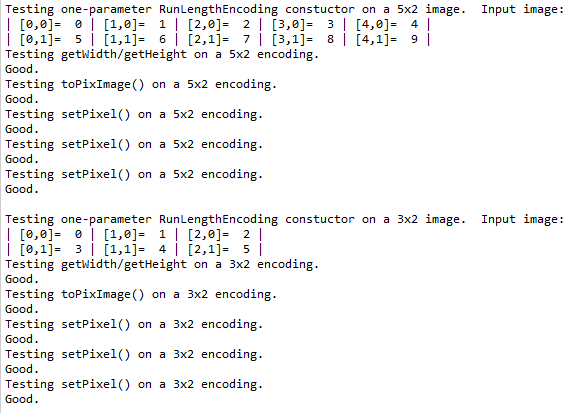 Testing one-parameter RunLengthEncoding constuctor on a 5x2 image.  Input image:
| [0,0]=  0 | [1,0]=  1 | [2,0]=  2 | [3,0]=  3 | [4,0]=  4 |
| [0,1]=  5 | [1,1]=  6 | [2,1]=  7 | [3,1]=  8 | [4,1]=  9 |
Testing getWidth/getHeight on a 5x2 encoding.
Good.
Testing toPixImage() on a 5x2 encoding.
Good.
Testing setPixel() on a 5x2 encoding.
Good.
Testing setPixel() on a 5x2 encoding.
Good.
Testing setPixel() on a 5x2 encoding.
Good.

Testing one-parameter RunLengthEncoding constuctor on a 3x2 image.  Input image:
| [0,0]=  0 | [1,0]=  1 | [2,0]=  2 |
| [0,1]=  3 | [1,1]=  4 | [2,1]=  5 |
Testing getWidth/getHeight on a 3x2 encoding.
Good.
Testing toPixImage() on a 3x2 encoding.
Good.
Testing setPixel() on a 3x2 encoding.
Good.
Testing setPixel() on a 3x2 encoding.
Good.
Testing setPixel() on a 3x2 encoding.
Good.